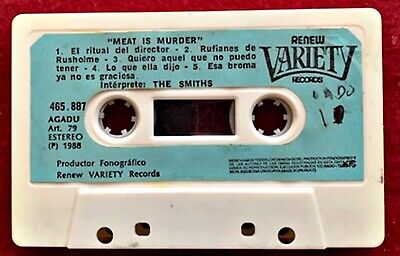 "MEAT IS MURDER"
1. El ritual del director - 2. Rufianes de
Rusholme - 3. Quiero aquel que no puedo
tener - 4. Lo que ella dijo - 5. Esa broma
ya no es graciosa.
Intérprete: THE SMITHS
RENEW
VARIETY
RECORDS
465.887
AGADU
Art. 79
ESTEREO
(P) 1988
Productor Fonográfico
Renew VARIETY Records